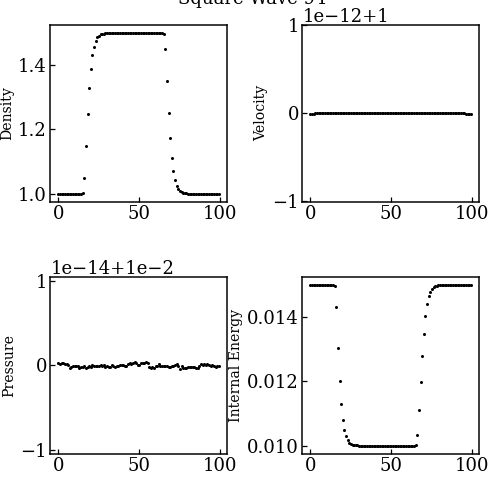 Square Wave 94
1e−12+1
Density
1.4
1.2
1.0
0 50 100
Velocity
1
0
−1
0 50 100
1e−14+1e−2
Pressure
1
0
−1
0 50 100
Internal Energy
0.014
0.012
0.010
0 50 100